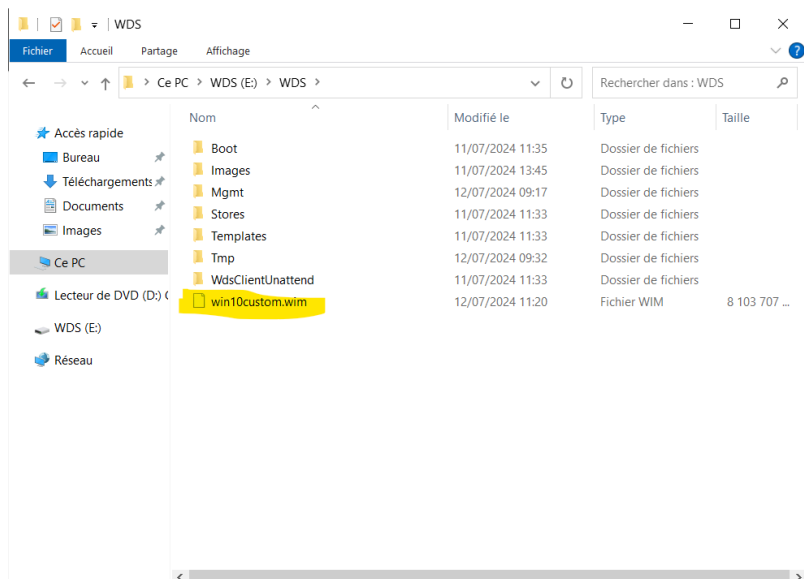 WDS
Fichier Accueil Partage Affichage
Ce PC > WDS (E:) > WDS > Rechercher dans : WDS
Nom Modifié le Type Taille
Accès rapide
Bureau
Téléchargements
Documents
Images
Ce PC
Lecteur de DVD (D:) (
WDS (E:)
Réseau
Boot 11/07/2024 11:35 Dossier de fichiers
Images 11/07/2024 13:45 Dossier de fichiers
Mgmt 12/07/2024 09:17 Dossier de fichiers
Stores 11/07/2024 11:33 Dossier de fichiers
Templates 11/07/2024 11:33 Dossier de fichiers
Tmp 12/07/2024 09:32 Dossier de fichiers
WdsClientUnattend 11/07/2024 11:33 Dossier de fichiers
win10custom.wim 12/07/2024 11:20 Fichier WIM 8 103 707 ...